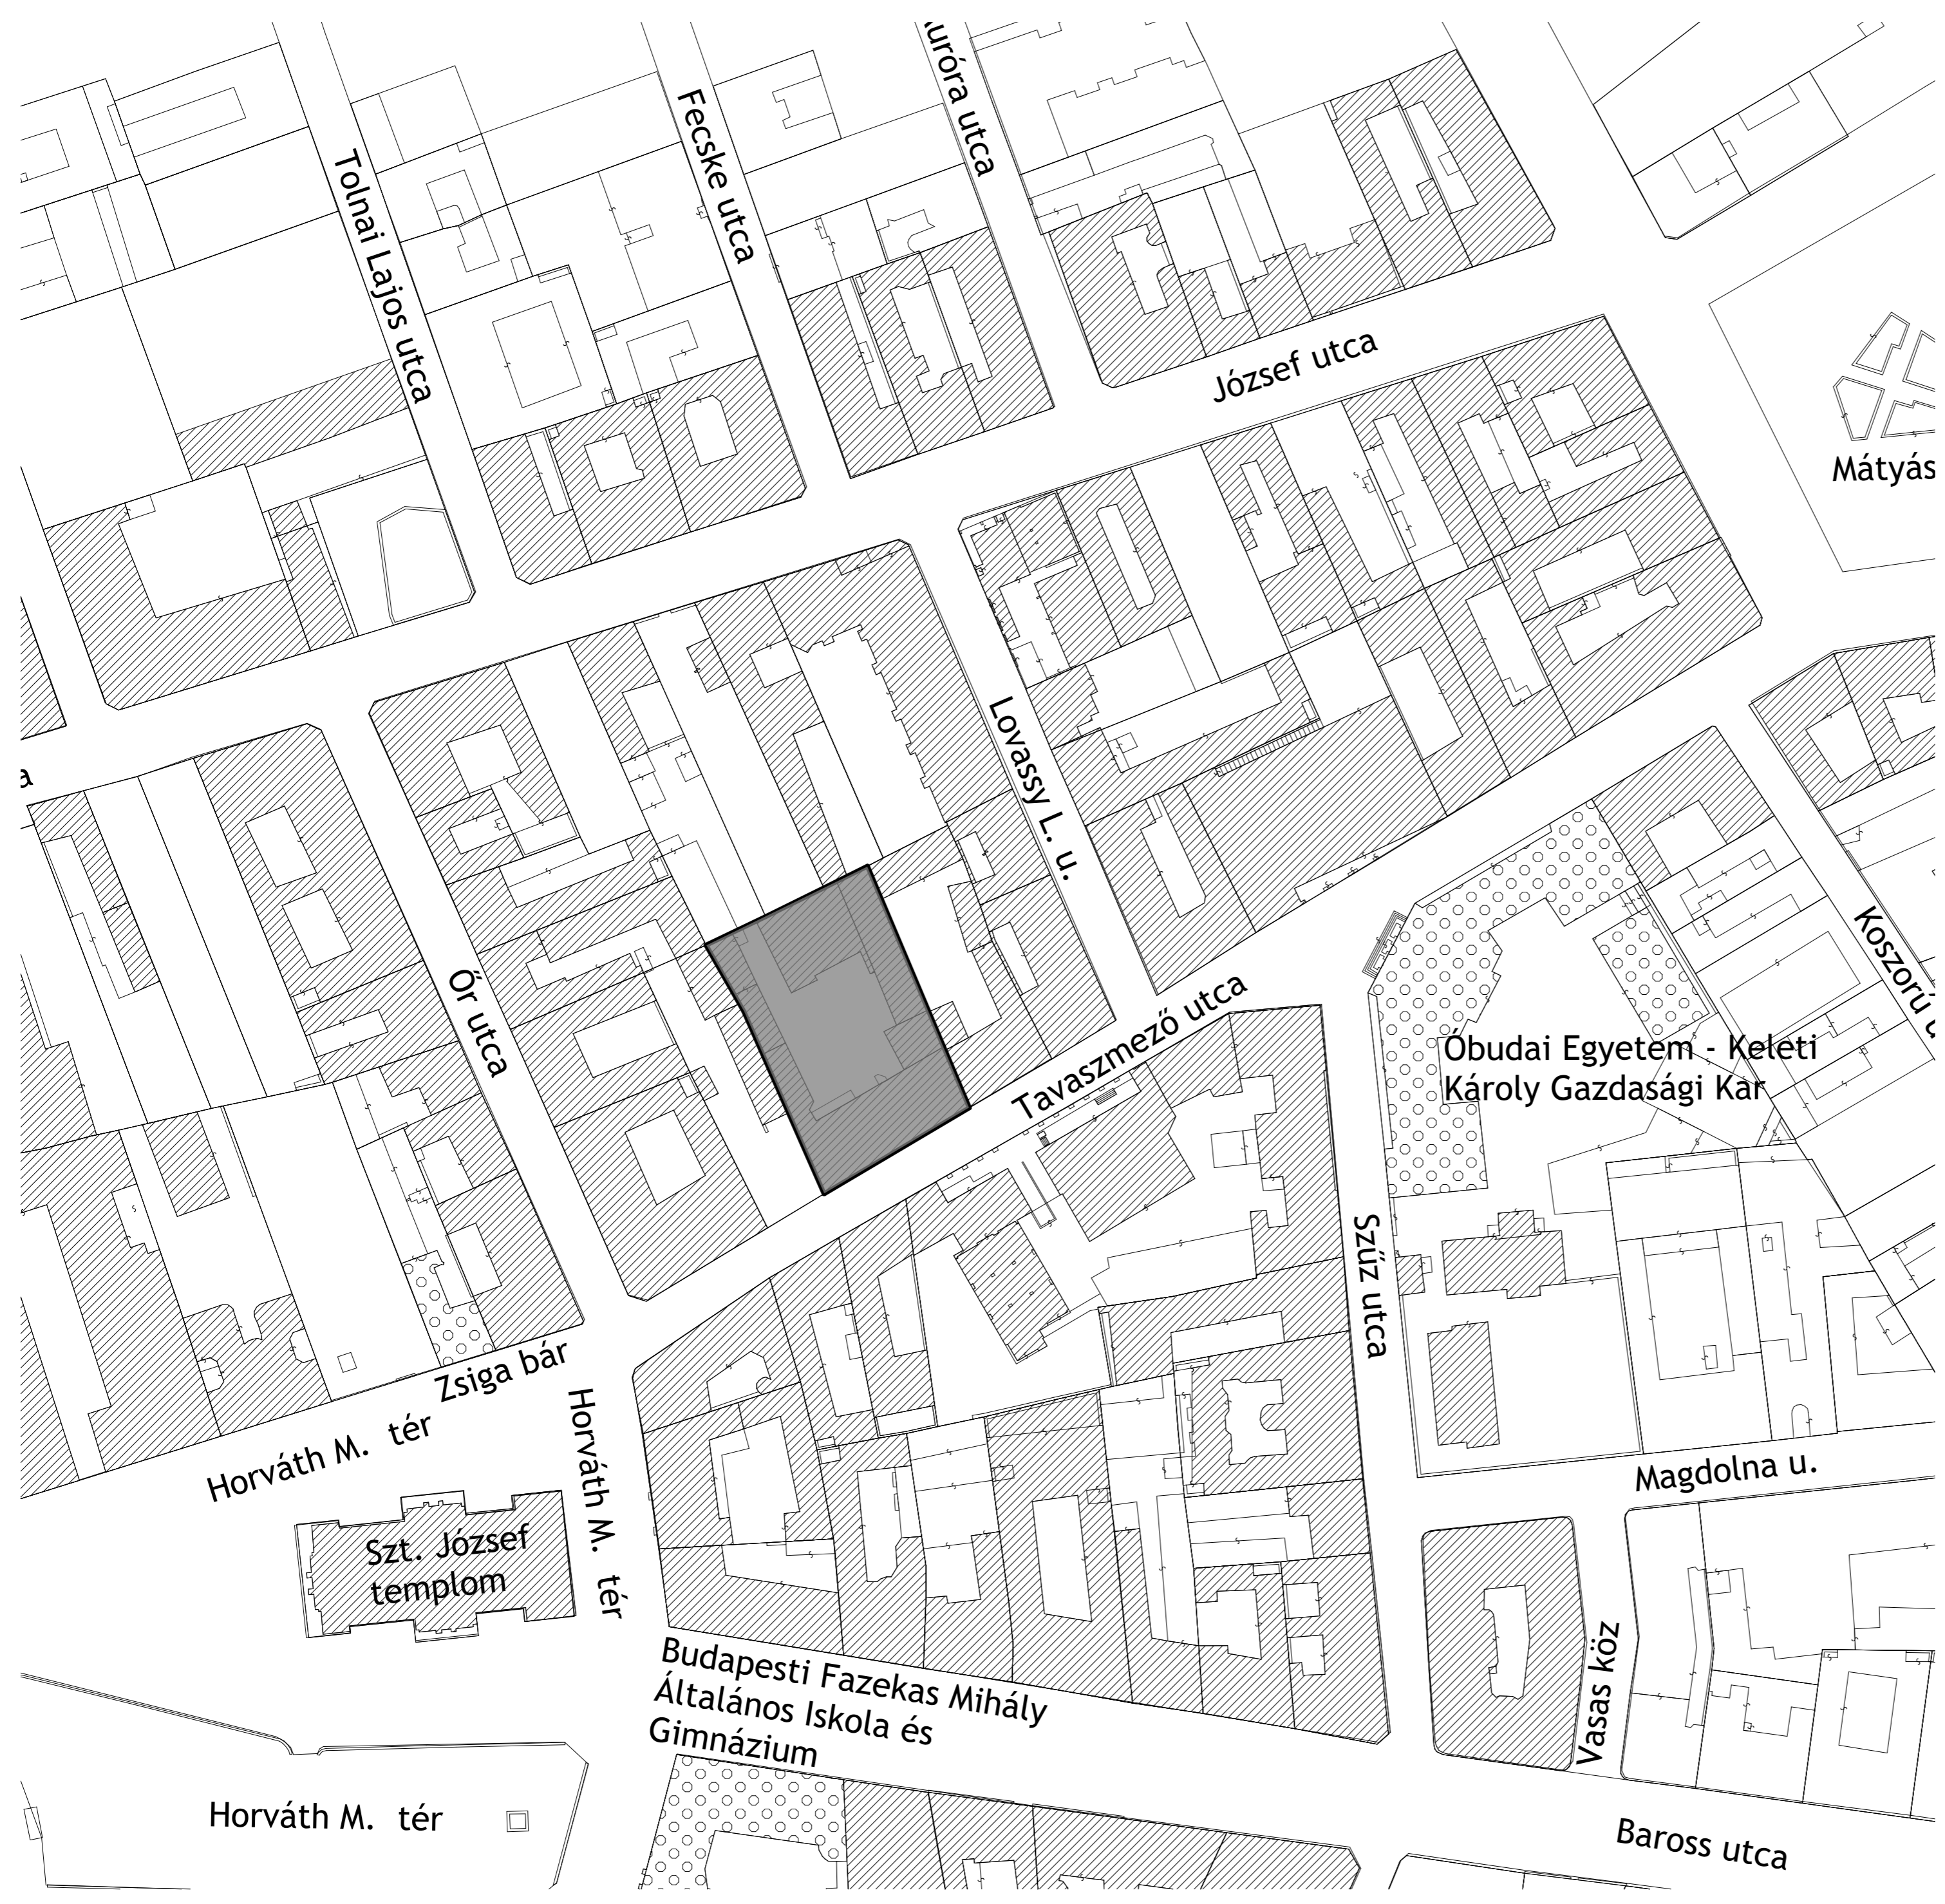 uróra utca
Fecske utca
Tolnai Lajos utca
József utca
Mátyás
Lovassy L. u.
a
Őr utca
Koszorú u
Tavaszmező utca
Óbudai Egyetem - Keleti
Károly Gazdasági Kar
Szűz utca
Zsiga bár
Horváth M. tér
Horváth M. tér
Magdolna u.
Szt. József
templom
Budapesti Fazekas Mihály
Általános Iskola és
Gimnázium
Vasas köz
Horváth M. tér
Baross utca